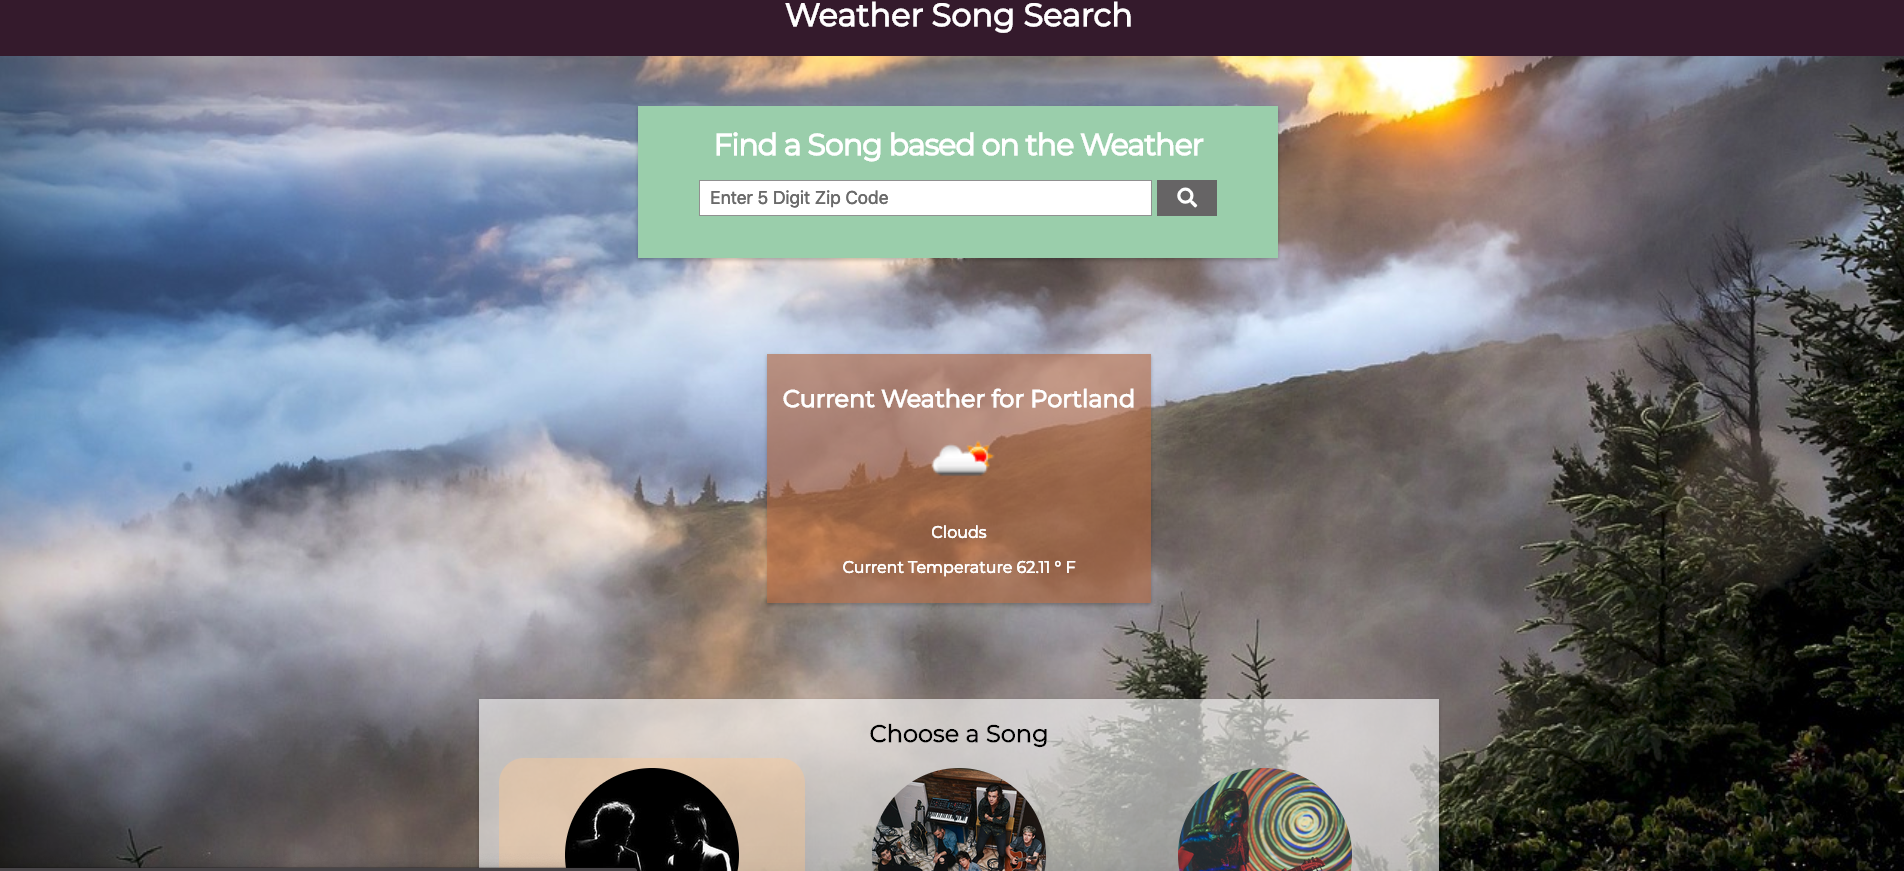 Weather Song Search
Find a Song based on the Weather
Enter 5 Digit Zip Code
Current Weather for Portland
Clouds
Current Temperature 62.11 ° F
Choose a Song